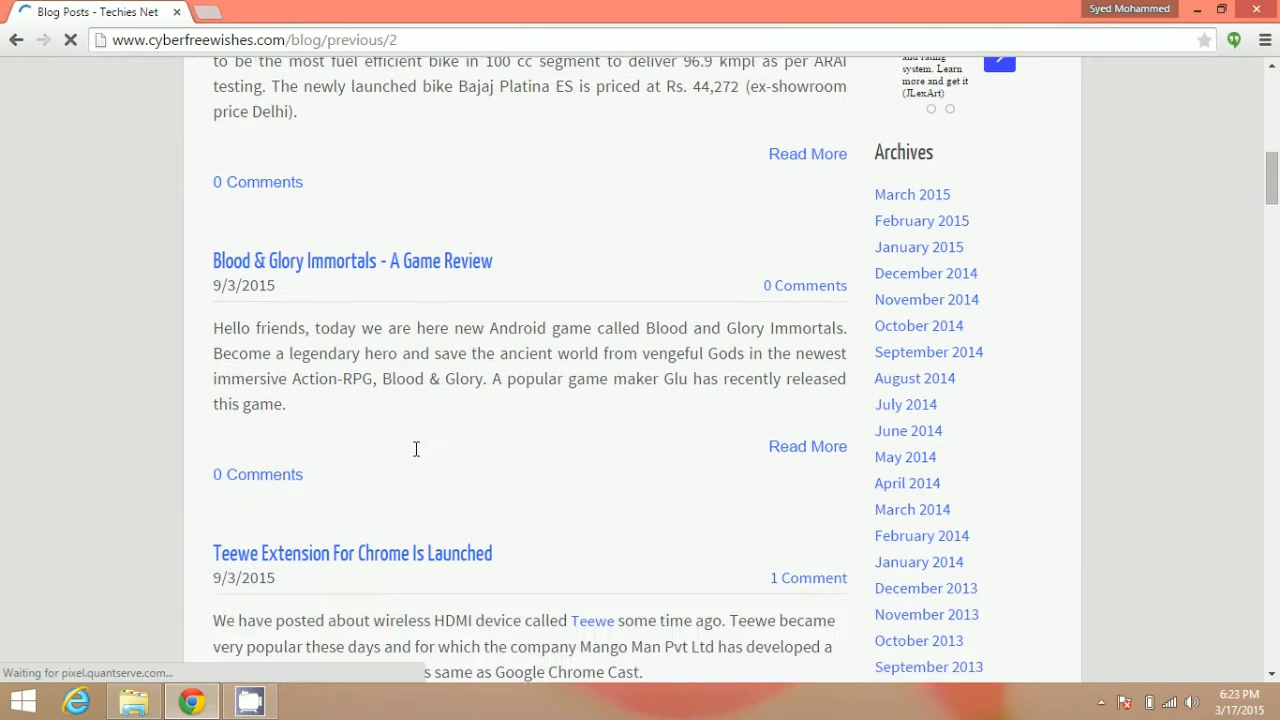 Blog Posts - Techies Net
Syed Mohammed
www.cyberfreewishes.com/blog/previous/2
to be the most fuel efficient bike in 100 cc segment to deliver 96.9 kmpl as per ARAI
testing. The newly launched bike Bajaj Platina ES is priced at Rs. 44,272 (ex-showroom
price Delhi).
Read More
0 Comments
Blood & Glory Immortals - A Game Review
9/3/2015
0 Comments
Hello friends, today we are here new Android game called Blood and Glory Immortals.
Become a legendary hero and save the ancient world from vengeful Gods in the newest
immersive Action-RPG, Blood & Glory. A popular game maker Glu has recently released
this game.
Read More
0 Comments
Teewe Extension For Chrome Is Launched
9/3/2015
1 Comment
We have posted about wireless HDMI device called Teewe some time ago. Teewe became
very popular these days and for which the company Mango Man Pvt Ltd has developed a
s same as Google Chrome Cast.
and rating
system. Learn
more and get it
(JLexArt)
Archives
March 2015
February 2015
January 2015
December 2014
November 2014
October 2014
September 2014
August 2014
July 2014
June 2014
May 2014
April 2014
March 2014
February 2014
January 2014
December 2013
November 2013
October 2013
September 2013
Waiting for pixel.quantserve.com...
6:23 PM
3/17/2015